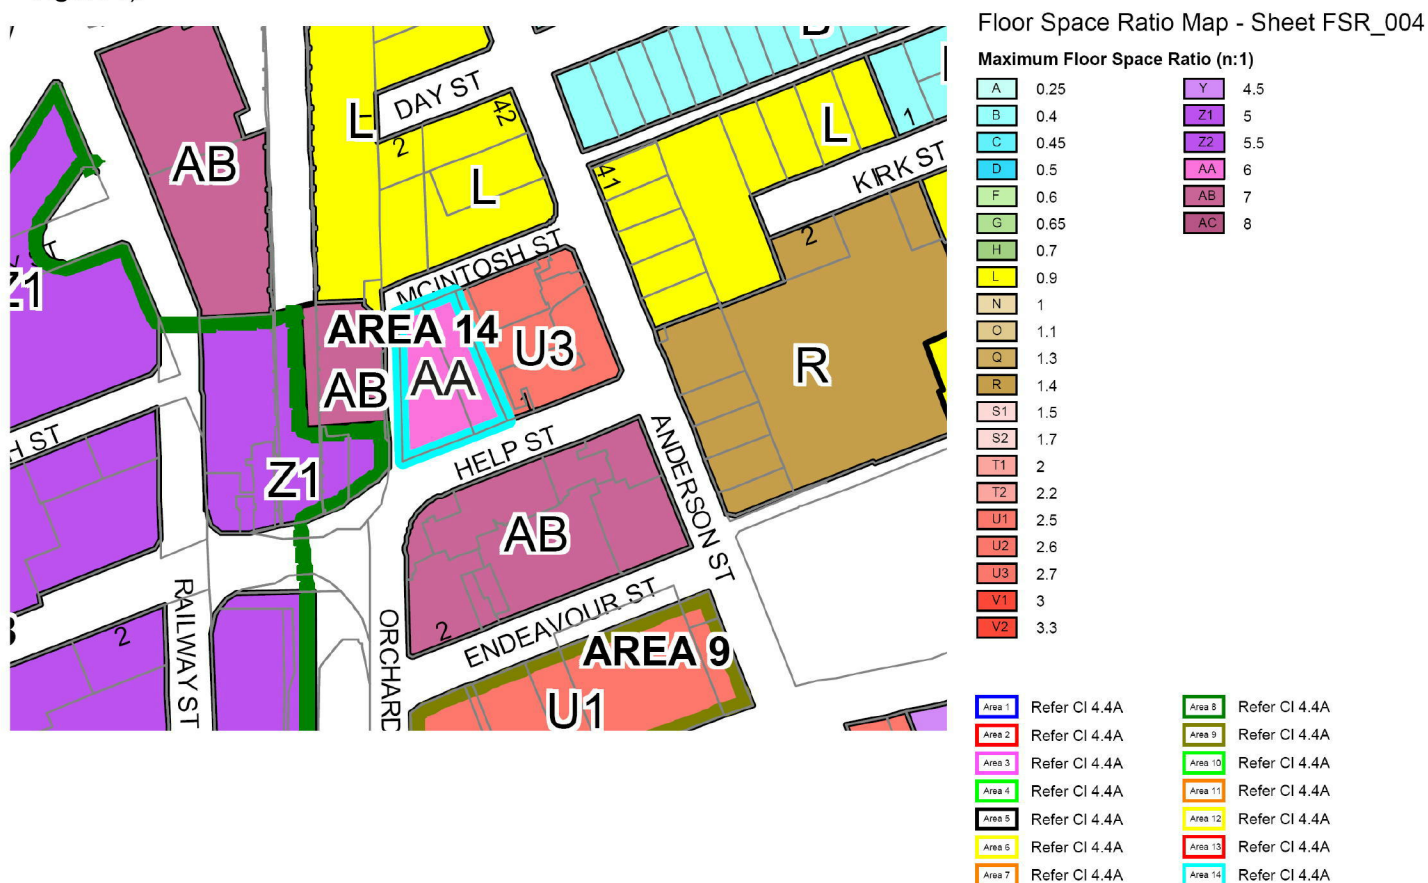 Floor Space Ratio Map - Sheet FSR_004
Maximum Floor Space Ratio (n:1)
A 0.25
B 0.4
C 0.45
D 0.5
F 0.6
G 0.65
H 0.7
L 0.9
N 1
O 1.1
Q 1.3
R 1.4
S1 1.5
S2 1.7
T1 2
T2 2.2
U1 2.5
U2 2.6
U3 2.7
V1 3
V2 3.3
Y 4.5
Z1 5
Z2 5.5
AA 6
AB 7
AC 8
Area 1 Refer Cl 4.4A
Area 2 Refer Cl 4.4A
Area 3 Refer Cl 4.4A
Area 4 Refer Cl 4.4A
Area 5 Refer Cl 4.4A
Area 6 Refer Cl 4.4A
Area 7 Refer Cl 4.4A
Area 8 Refer Cl 4.4A
Area 9 Refer Cl 4.4A
Area 10 Refer Cl 4.4A
Area 11 Refer Cl 4.4A
Area 12 Refer Cl 4.4A
Area 13 Refer Cl 4.4A
Area 14 Refer Cl 4.4A
DAY ST
42
2
L
L
L
1
AB
41
KIRK ST
2
MCINTOSH ST
Z1
AREA 14
AB
AA
U3
R
1
HELP ST
H ST
Z1
ANDERSON ST
AB
2
ENDEAVOUR ST
RAILWAY ST
2
ORCHARD
AREA 9
U1